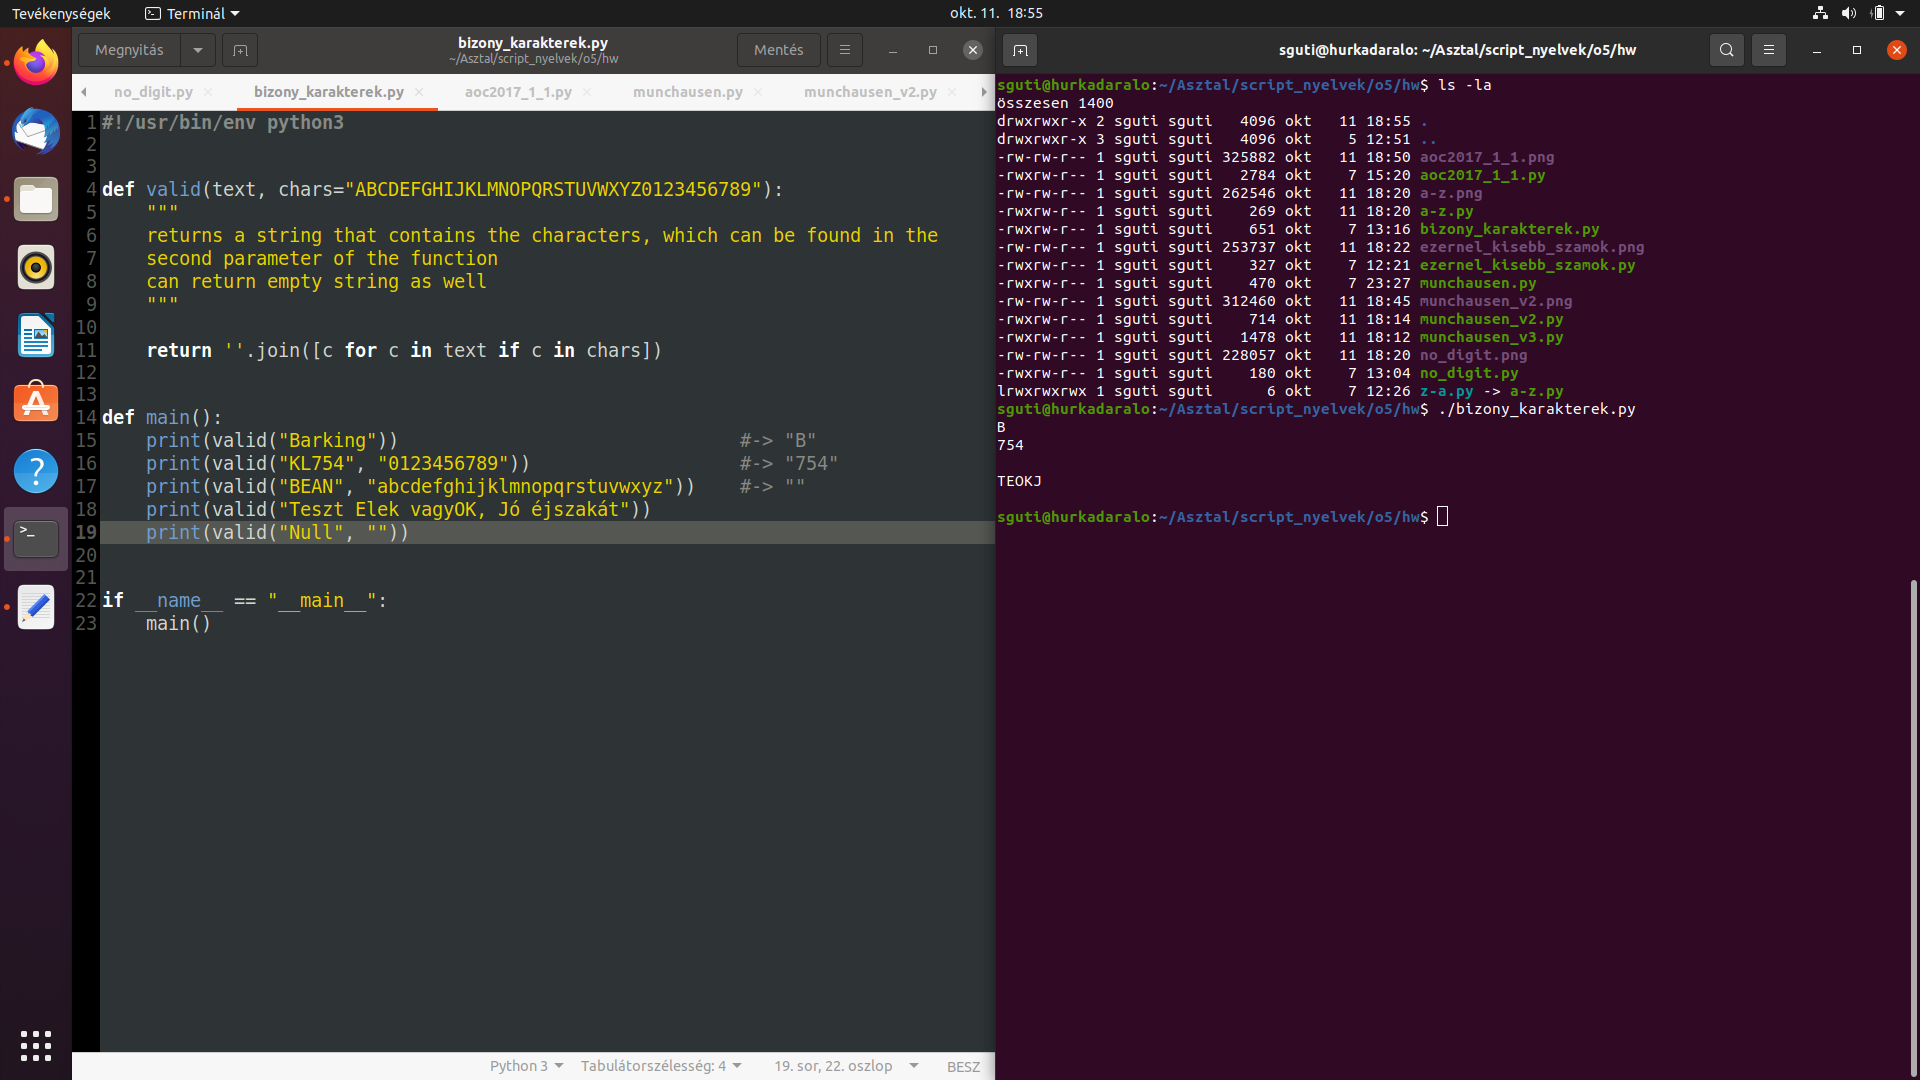 Tevékenységek
Terminál
okt. 11. 18:55
Megnyitás
bizony_karakterek.py
~/Asztal/script_nyelvek/o5/hw
Mentés
no_digit.py
bizony_karakterek.py
aoc2017_1_1.py
munchausen.py
munchausen_v2.py
1 #!/usr/bin/env python3
2
3
4 def valid(text, chars="ABCDEFGHIJKLMNOPQRSTUVWXYZ0123456789"):
5     """
6     returns a string that contains the characters, which can be found in the
7     second parameter of the function
8     can return empty string as well
9     """
10
11     return ''.join([c for c in text if c in chars])
12
13
14 def main():
15     print(valid("Barking"))                               #-> "B"
16     print(valid("KL754", "0123456789"))                   #-> "754"
17     print(valid("BEAN", "abcdefghijklmnopqrstuvwxyz"))    #-> ""
18     print(valid("Teszt Elek vagyOK, Jó éjszakát"))
19     print(valid("Null", ""))
20
21
22 if __name__ == "__main__":
23     main()
Python 3
Tabulátorszélesség: 4
19. sor, 22. oszlop
BESZ
sguti@hurkadaralo: ~/Asztal/script_nyelvek/o5/hw
sguti@hurkadaralo:~/Asztal/script_nyelvek/o5/hw$ ls -la
összesen 1400
drwxrwxr-x 2 sguti sguti   4096 okt   11 18:55 .
drwxrwxr-x 3 sguti sguti   4096 okt    5 12:51 ..
-rw-rw-r-- 1 sguti sguti 325882 okt   11 18:50 aoc2017_1_1.png
-rwxrw-r-- 1 sguti sguti   2784 okt    7 15:20 aoc2017_1_1.py
-rw-rw-r-- 1 sguti sguti 262546 okt   11 18:20 a-z.png
-rwxrw-r-- 1 sguti sguti    269 okt   11 18:20 a-z.py
-rwxrw-r-- 1 sguti sguti    651 okt    7 13:16 bizony_karakterek.py
-rw-rw-r-- 1 sguti sguti 253737 okt   11 18:22 ezernel_kisebb_szamok.png
-rwxrw-r-- 1 sguti sguti    327 okt    7 12:21 ezernel_kisebb_szamok.py
-rwxrw-r-- 1 sguti sguti    470 okt    7 23:27 munchausen.py
-rw-rw-r-- 1 sguti sguti 312460 okt   11 18:45 munchausen_v2.png
-rwxrw-r-- 1 sguti sguti    714 okt   11 18:14 munchausen_v2.py
-rwxrw-r-- 1 sguti sguti   1478 okt   11 18:12 munchausen_v3.py
-rw-rw-r-- 1 sguti sguti 228057 okt   11 18:20 no_digit.png
-rwxrw-r-- 1 sguti sguti    180 okt    7 13:04 no_digit.py
lrwxrwxrwx 1 sguti sguti      6 okt    7 12:26 z-a.py -> a-z.py
sguti@hurkadaralo:~/Asztal/script_nyelvek/o5/hw$ ./bizony_karakterek.py
B
754

TEOKJ

sguti@hurkadaralo:~/Asztal/script_nyelvek/o5/hw$